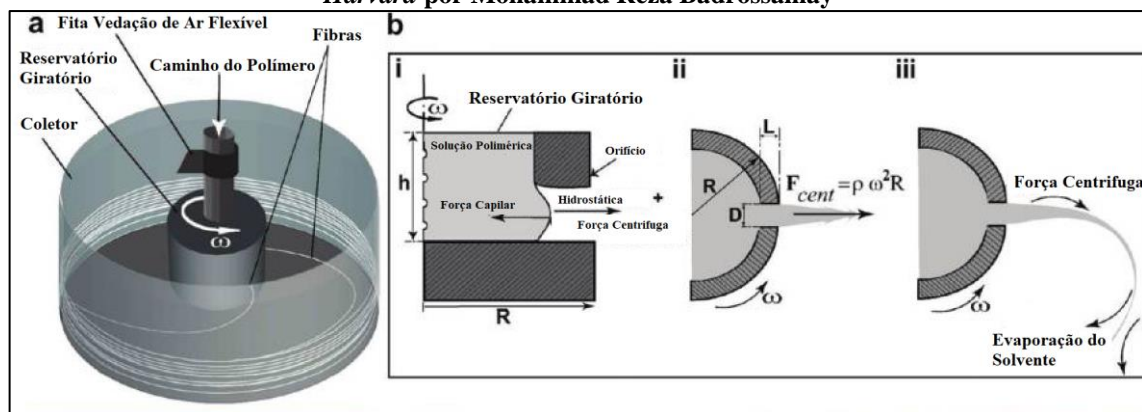 Harvard por Mohammad Reza Badrossamay
a
Fita Vedação de Ar Flexível
Fibras
Reservatório
Giratório
Caminho do Polímero
Coletor
ω
b
i
ω
Reservatório Giratório
Solução Polimérica
Orifício
h
Força Capilar
Hidrostática
Força Centrifuga
+
R
ii
L
R
F cent =ρ ω²R
D
ω
iii
Força Centrifuga
ω
Evaporação do
Solvente